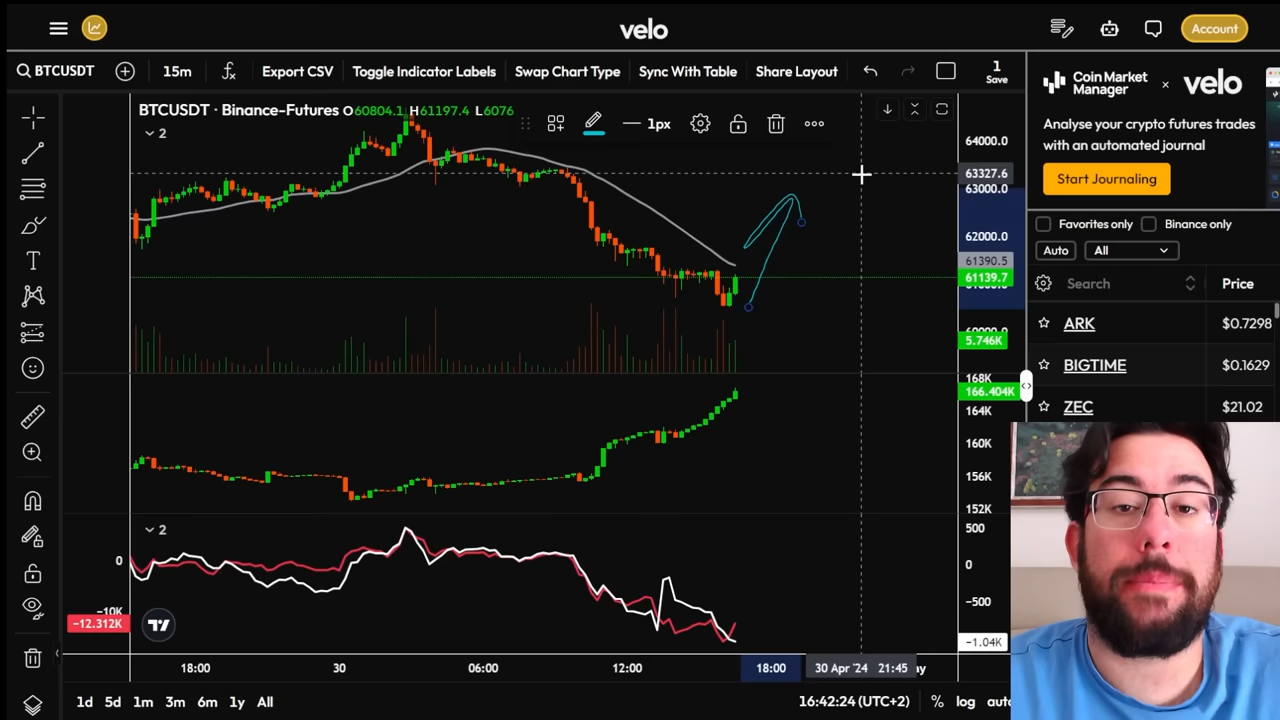 velo
Account
BTCUSDT
15m
Export CSV
Toggle Indicator Labels
Swap Chart Type
Sync With Table
Share Layout
1
Save
BTCUSDT · Binance-Futures O60804.1 H61197.4 L6076
2
1px
64000.0
63327.6
63000.0
62000.0
61390.5
61139.7
5.746K
168K
166.404K
164K
160K
156K
152K
2
500
0
0
-500
-10K
-12.312K
-1.04K
18:00
30
06:00
12:00
18:00
30 Apr '24 21:45
1d
5d
1m
3m
6m
1y
All
16:42:24 (UTC+2)
%
log
auto
Coin Market
Manager
×
velo
Analyse your crypto futures trades
with an automated journal
Start Journaling
Favorites only
Binance only
Auto
All
Search
Price
ARK
$0.7298
BIGTIME
$0.1629
ZEC
$21.02